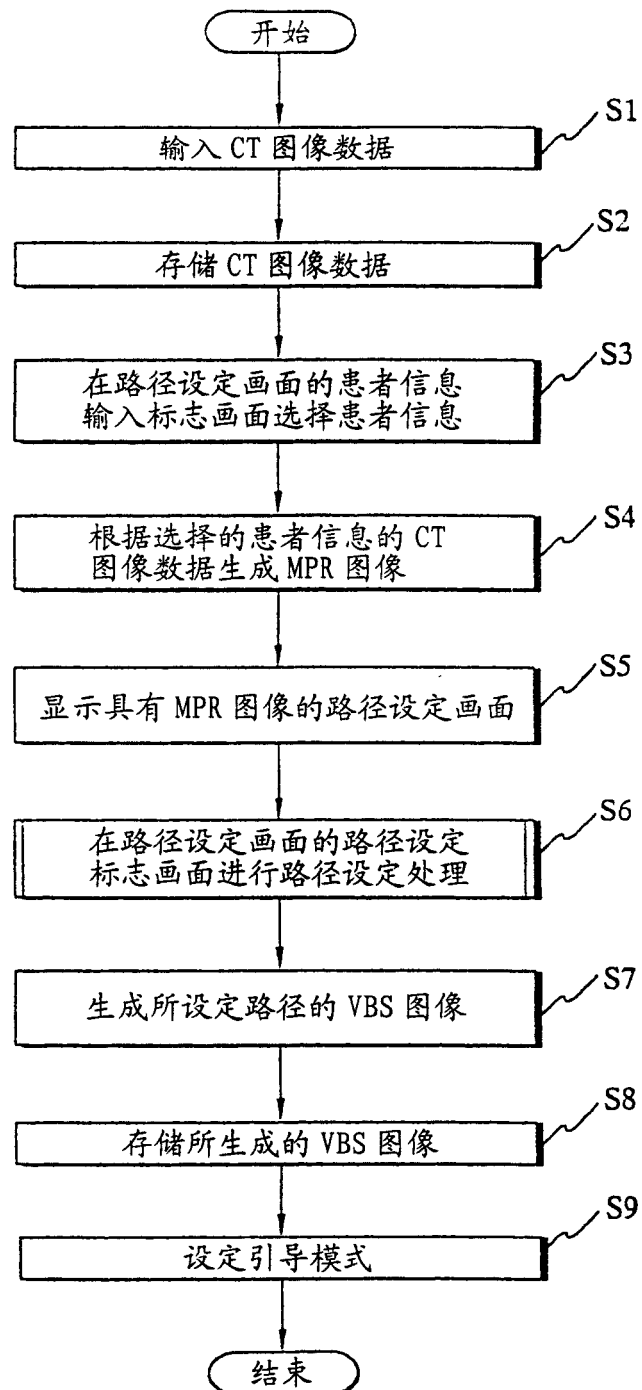 开始
S1
输入 CT 图像数据
S2
存储 CT 图像数据
S3
在路径设定画面的患者信息
输入标志画面选择患者信息
S4
根据选择的患者信息的 CT
图像数据生成 MPR 图像
S5
显示具有 MPR 图像的路径设定画面
S6
在路径设定画面的路径设定
标志画面进行路径设定处理
S7
生成所设定路径的 VBS 图像
S8
存储所生成的 VBS 图像
S9
设定引导模式
结束